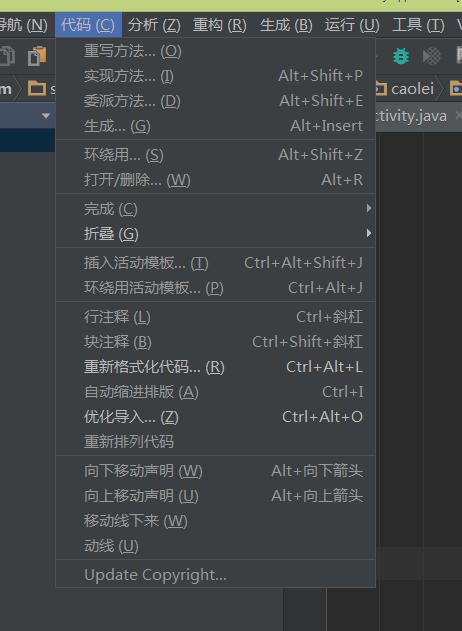 导航 (N) 代码 (C) 分析 (Z) 重构 (R) 生成 (B) 运行 (U) 工具 (T)
重写方法... (O)
实现方法... (I) Alt+Shift+P
m s caolei
委派方法... (D) Alt+Shift+E
ctivity.java
生成... (G) Alt+Insert
环绕用... (S) Alt+Shift+Z
打开/删除... (W) Alt+R
完成 (C)
折叠 (G)
插入活动模板... (T) Ctrl+Alt+Shift+J
环绕用活动模板... (P) Ctrl+Alt+J
行注释 (L) Ctrl+斜杠
块注释 (B) Ctrl+Shift+斜杠
重新格式化代码... (R) Ctrl+Alt+L
自动缩进排版 (A) Ctrl+I
优化导入... (Z) Ctrl+Alt+O
重新排列代码
向下移动声明 (W) Alt+向下箭头
向上移动声明 (U) Alt+向上箭头
移动线下来 (W)
动线 (U)
Update Copyright...